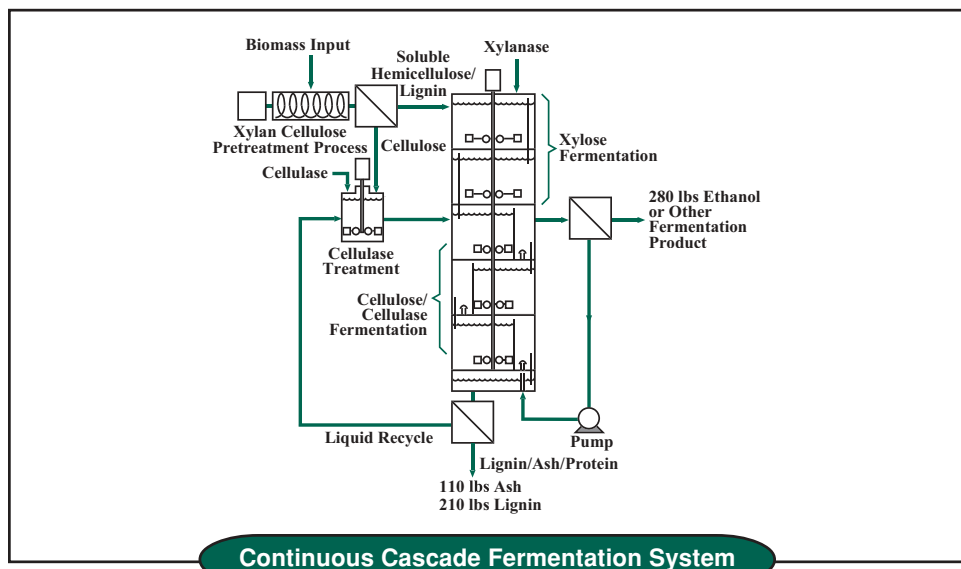 Biomass Input
Xylanase
Soluble
Hemicellulose/
Lignin
Xylan Cellulose
Pretreatment Process
Cellulose
Xylose
Fermentation
Cellulase
280 lbs Ethanol
or Other
Fermentation
Product
Cellulase
Treatment
Cellulose/
Cellulase
Fermentation
Liquid Recycle
Pump
Lignin/Ash/Protein
110 lbs Ash
210 lbs Lignin
Continuous Cascade Fermentation System